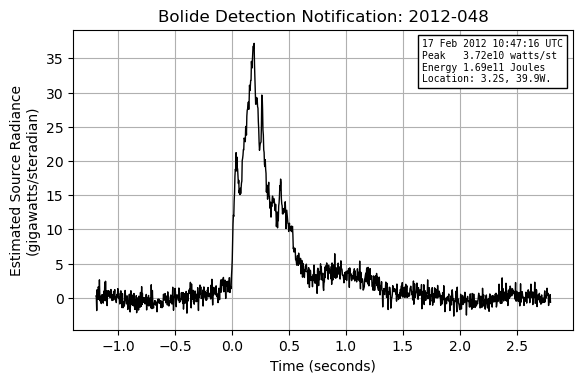 Bolide Detection Notification: 2012-048
17 Feb 2012 10:47:16 UTC
Peak   3.72e10 watts/st
Energy 1.69e11 Joules
Location: 3.2S, 39.9W.
Estimated Source Radiance
(gigawatts/steradian)
35
30
25
20
15
10
5
0
−1.0 −0.5 0.0 0.5 1.0 1.5 2.0 2.5
Time (seconds)